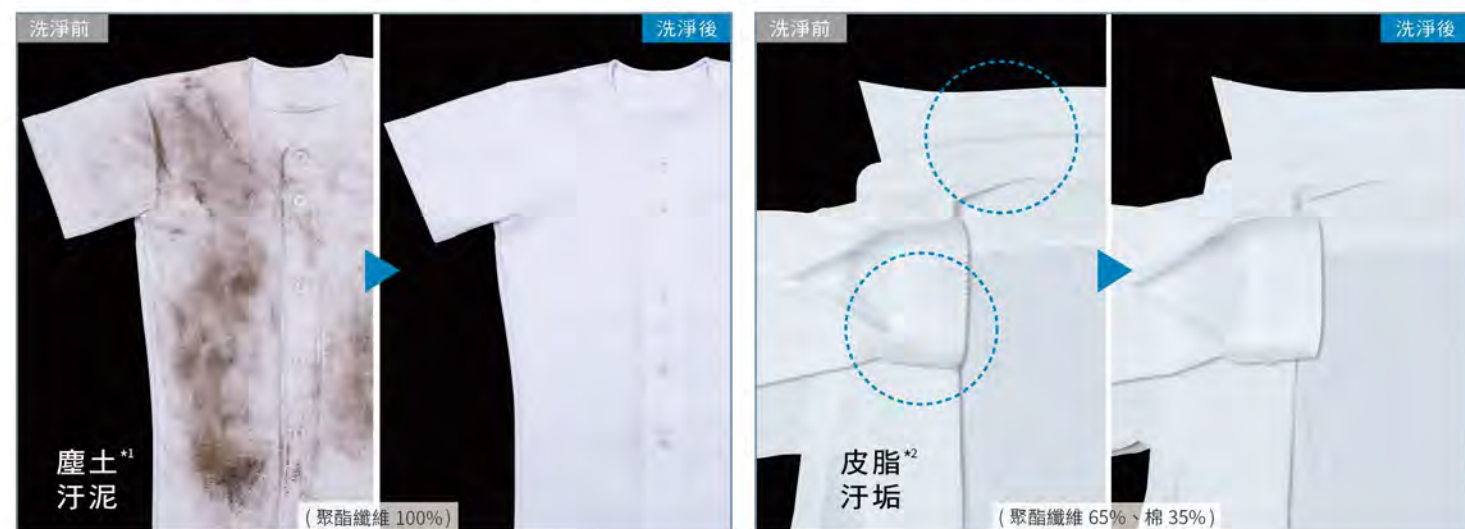 洗淨前
洗淨後
塵土*1
汙泥
(聚酯纖維 100%)
洗淨前
洗淨後
皮脂*2
汙垢
(聚酯纖維 65%、棉 35%)